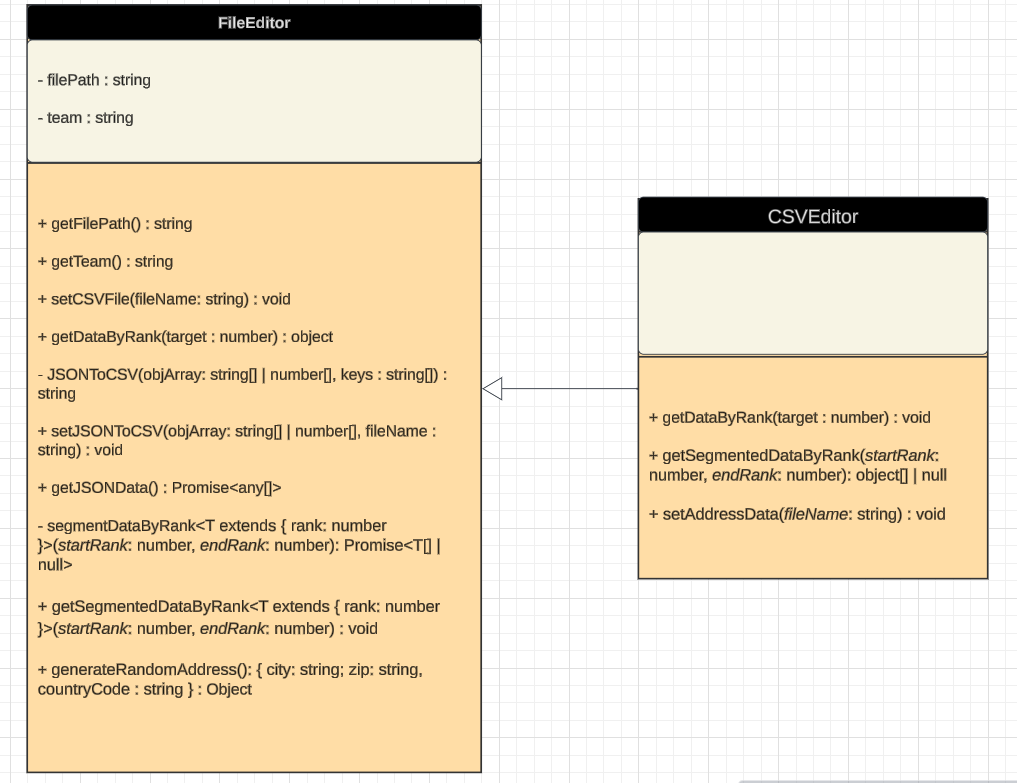 FileEditor
- filePath : string
- team : string
+ getFilePath() : string
+ getTeam() : string
+ setCSVFile(fileName: string) : void
+ getDataByRank(target : number) : object
- JSONToCSV(objArray: string[] | number[], keys : string[]) :
string
+ setJSONToCSV(objArray: string[] | number[], fileName :
string) : void
+ getJSONData() : Promise<any[]>
- segmentDataByRank<T extends { rank: number
}>(startRank: number, endRank: number): Promise<T[] |
null>
+ getSegmentedDataByRank<T extends { rank: number
}>(startRank: number, endRank: number) : void
+ generateRandomAddress(): { city: string; zip: string,
countryCode : string } : Object
CSVEditor
+ getDataByRank(target : number) : void
+ getSegmentedDataByRank(startRank:
number, endRank: number): object[] | null
+ setAddressData(fileName: string) : void